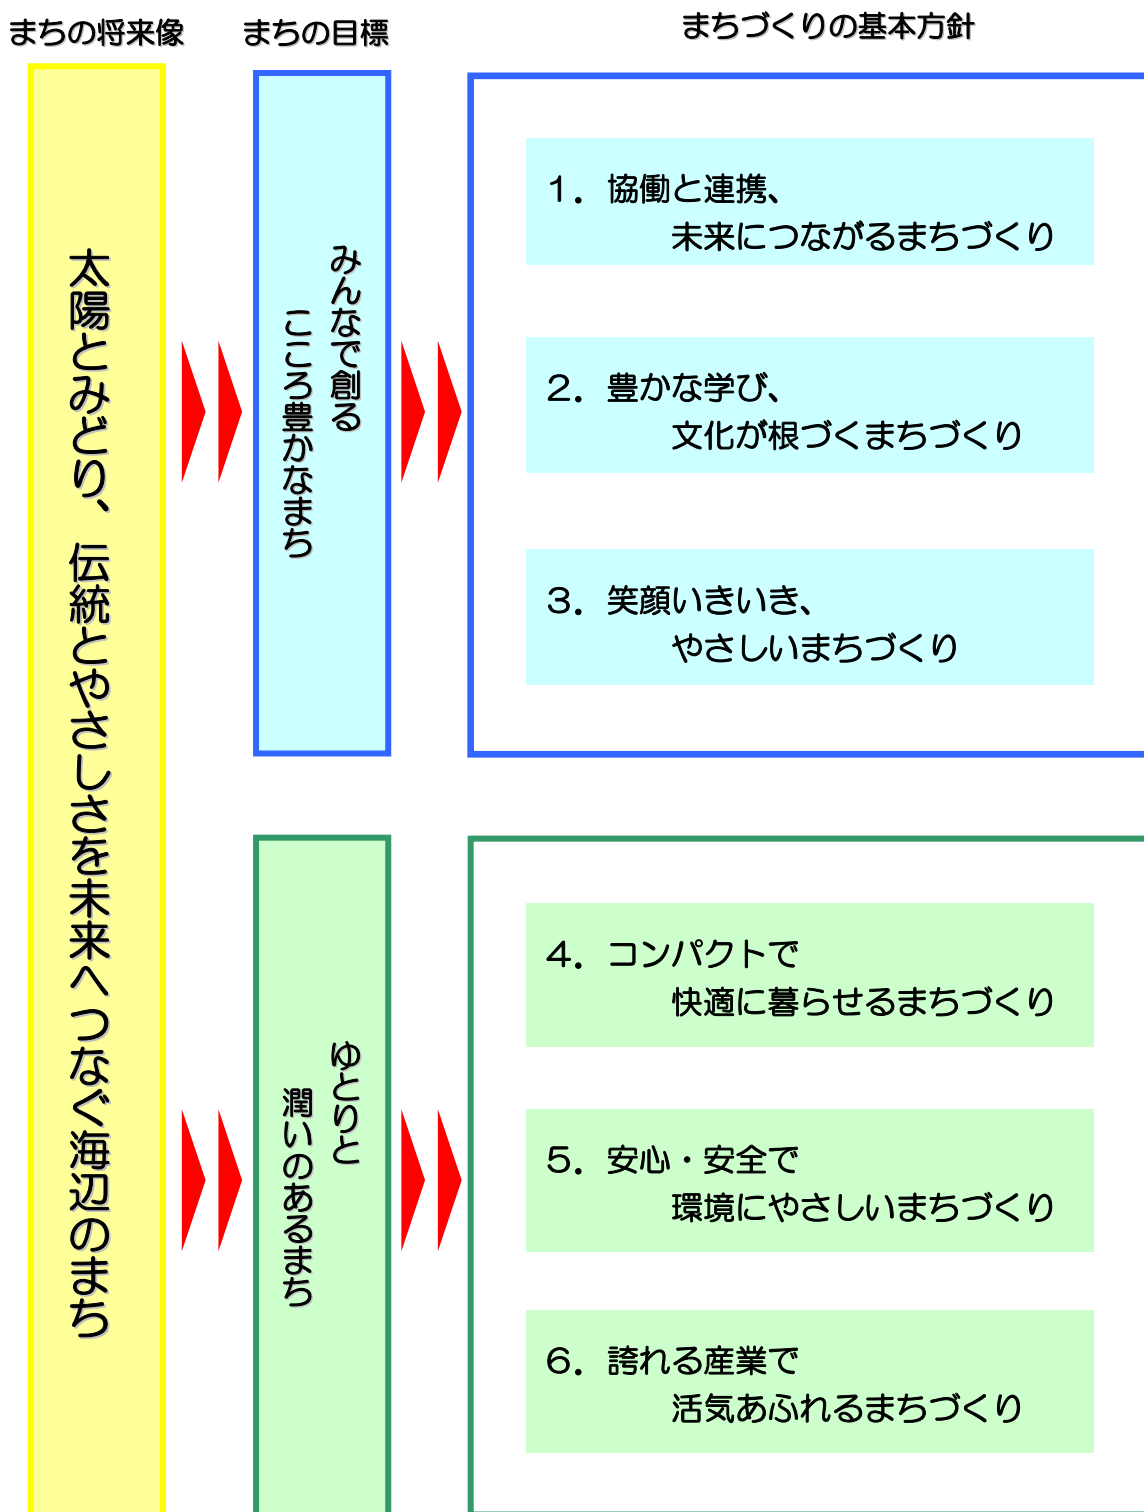 まちの将来像
まちの目標
まちづくりの基本方針
太陽とみどり、伝統とやさしさを未来へつなぐ海辺のまち
みんなで創る
こころ豊かなまち
１．協働と連携、
未来につながるまちづくり
２．豊かな学び、
文化が根づくまちづくり
３．笑顔いきいき、
やさしいまちづくり
ゆとりと
潤いのあるまち
４．コンパクトで
快適に暮らせるまちづくり
５．安心・安全で
環境にやさしいまちづくり
６．誇れる産業で
活気あふれるまちづくり